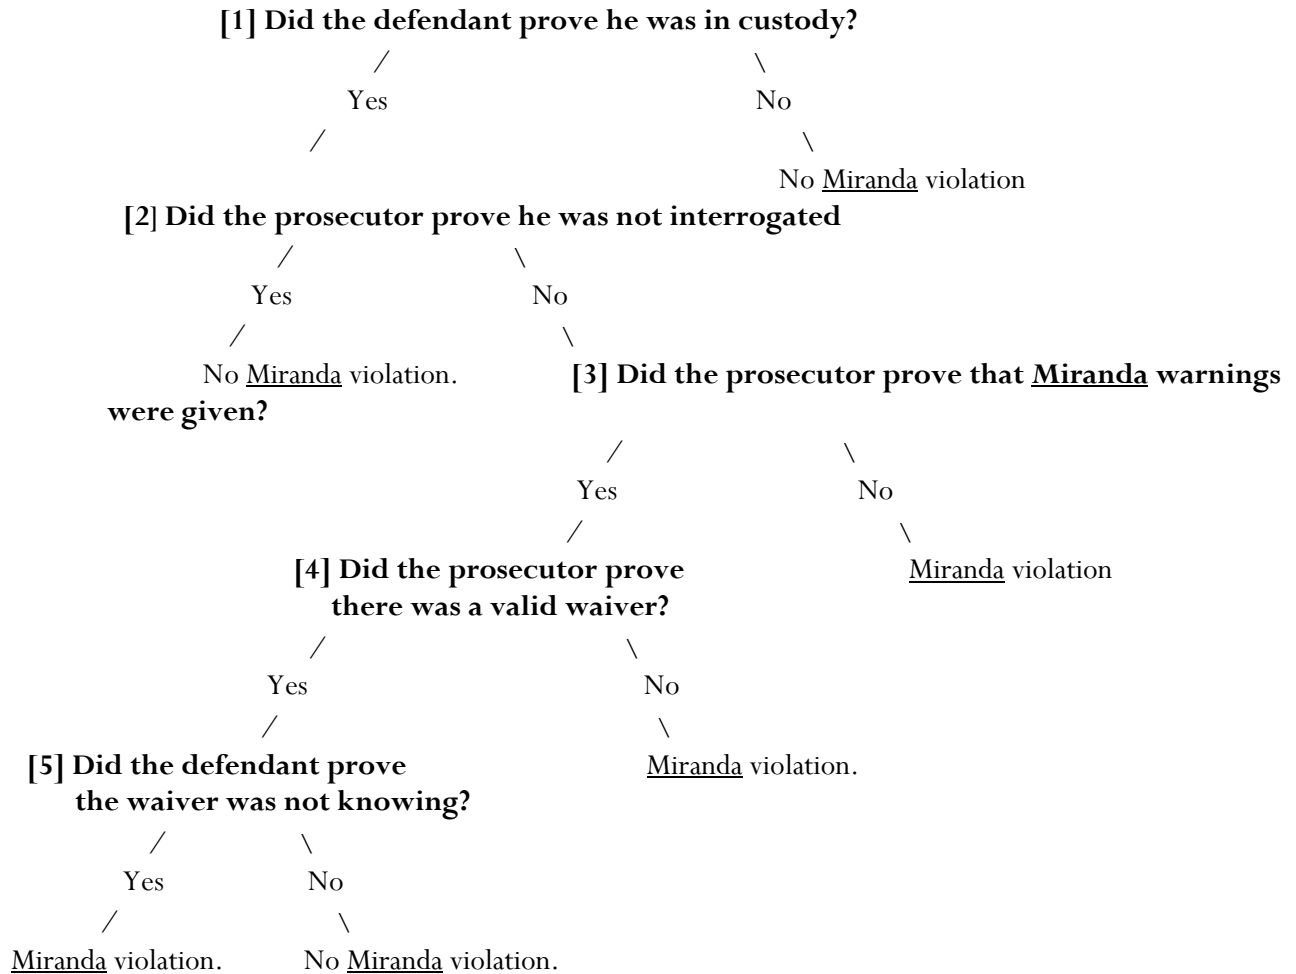 [1] Did the defendant prove he was in custody?
/ \
Yes No
/ \
No Miranda violation
[2] Did the prosecutor prove he was not interrogated
/ \
Yes No
/ \
No Miranda violation. [3] Did the prosecutor prove that Miranda warnings
were given?
/ \
Yes No
/ \
[4] Did the prosecutor prove Miranda violation
there was a valid waiver?
/ \
Yes No
/ \
[5] Did the defendant prove Miranda violation.
the waiver was not knowing?
/ \
Yes No
/ \
Miranda violation. No Miranda violation.